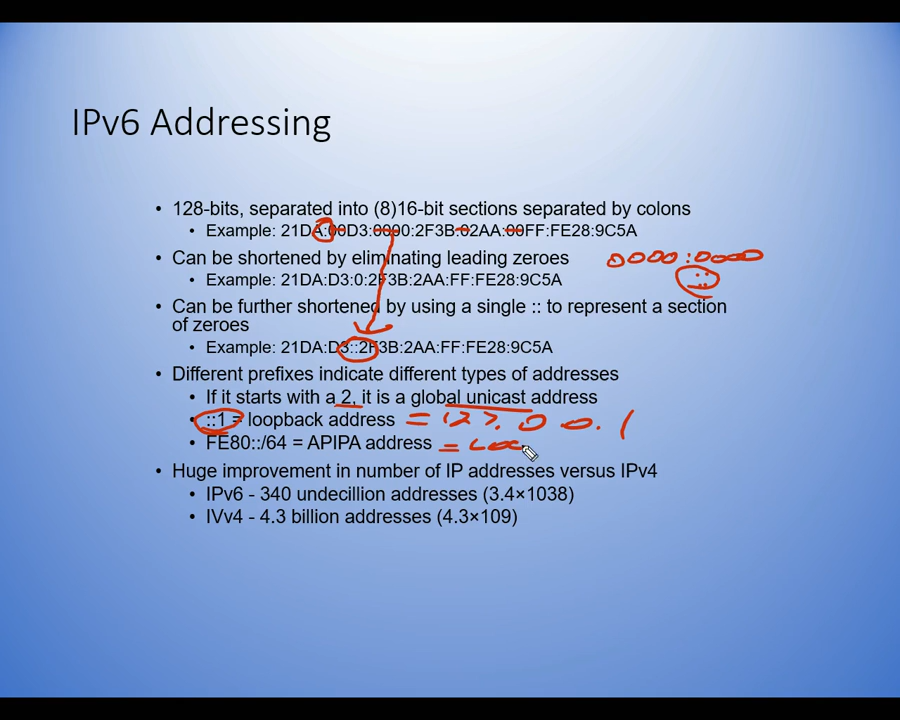 IPv6 Addressing
• 128-bits, separated into (8)16-bit sections separated by colons
• Example: 21DA:00D3:0000:2F3B:02AA:00FF:FE28:9C5A
• Can be shortened by eliminating leading zeroes
0000:0000
• Example: 21DA:D3:0:2F3B:2AA:FF:FE28:9C5A
::
• Can be further shortened by using a single :: to represent a section
of zeroes
• Example: 21DA:D3::2F3B:2AA:FF:FE28:9C5A
• Different prefixes indicate different types of addresses
• If it starts with a 2, it is a global unicast address
• ::1 = loopback address = 127.0.0.1
• FE80::/64 = APIPA address = Loc
• Huge improvement in number of IP addresses versus IPv4
• IPv6 - 340 undecillion addresses (3.4×1038)
• IVv4 - 4.3 billion addresses (4.3×109)